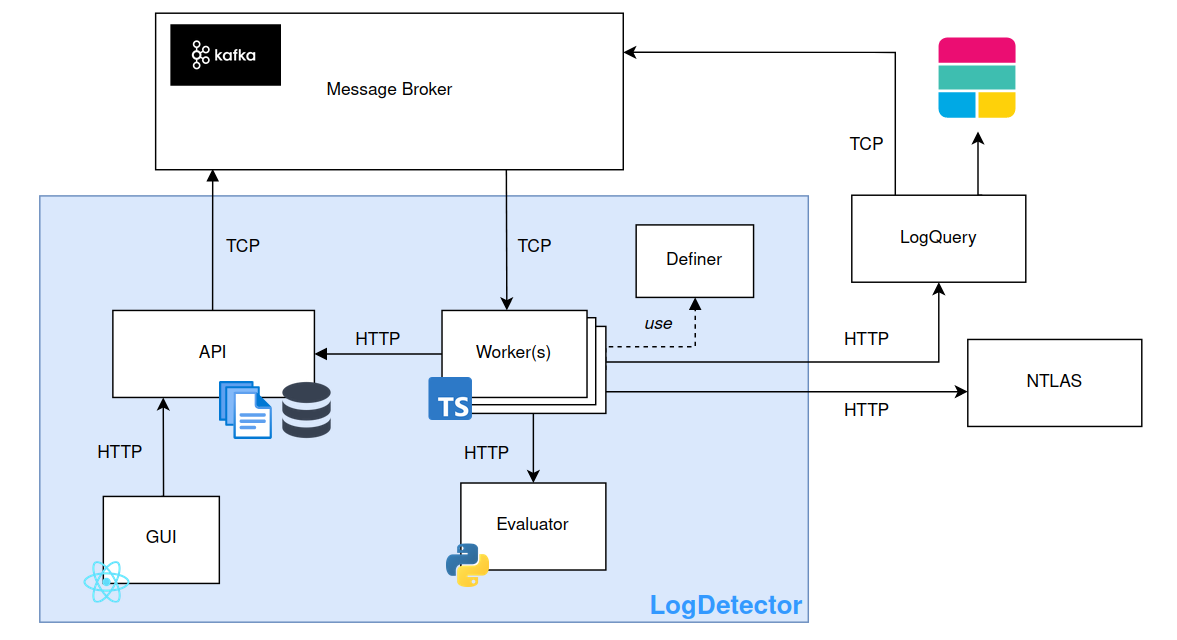 kafka
Message Broker
TCP
LogQuery
TCP
TCP
Definer
use
HTTP
API
Worker(s)
HTTP
NTLAS
HTTP
TS
HTTP
HTTP
GUI
Evaluator
LogDetector